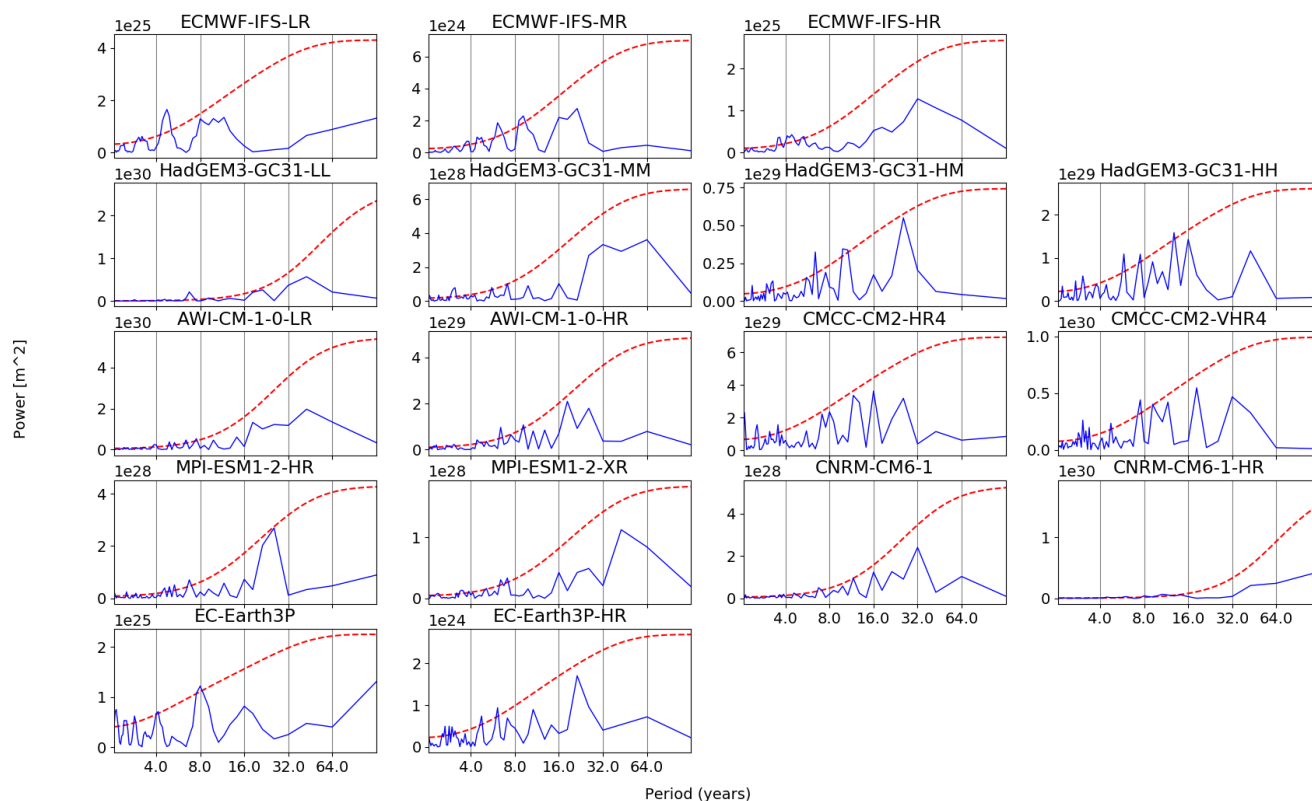 ECMWF-IFS-LR
ECMWF-IFS-MR
ECMWF-IFS-HR
1e25
1e24
1e25
4
2
0
6
4
2
0
3
2
1
0
HadGEM3-GC31-LL
HadGEM3-GC31-MM
HadGEM3-GC31-HM
HadGEM3-GC31-HH
1e30
1e28
1e29
1e29
2
1
0
6
4
2
0
0.75
0.50
0.25
0.00
2
1
0
AWI-CM-1-0-LR
AWI-CM-1-0-HR
CMCC-CM2-HR4
CMCC-CM2-VHR4
1e30
1e29
1e29
1e30
4
2
0
4
2
0
6
4
2
0
1.0
0.5
0.0
Power [m^2]
MPI-ESM1-2-HR
MPI-ESM1-2-XR
CNRM-CM6-1
CNRM-CM6-1-HR
1e28
1e28
1e28
1e30
4
2
0
1
0
4
2
0
1
0
4.0 8.0 16.0 32.0 64.0
4.0 8.0 16.0 32.0 64.0
EC-Earth3P
EC-Earth3P-HR
1e25
1e24
2
1
0
2
1
0
4.0 8.0 16.0 32.0 64.0
4.0 8.0 16.0 32.0 64.0
Period (years)